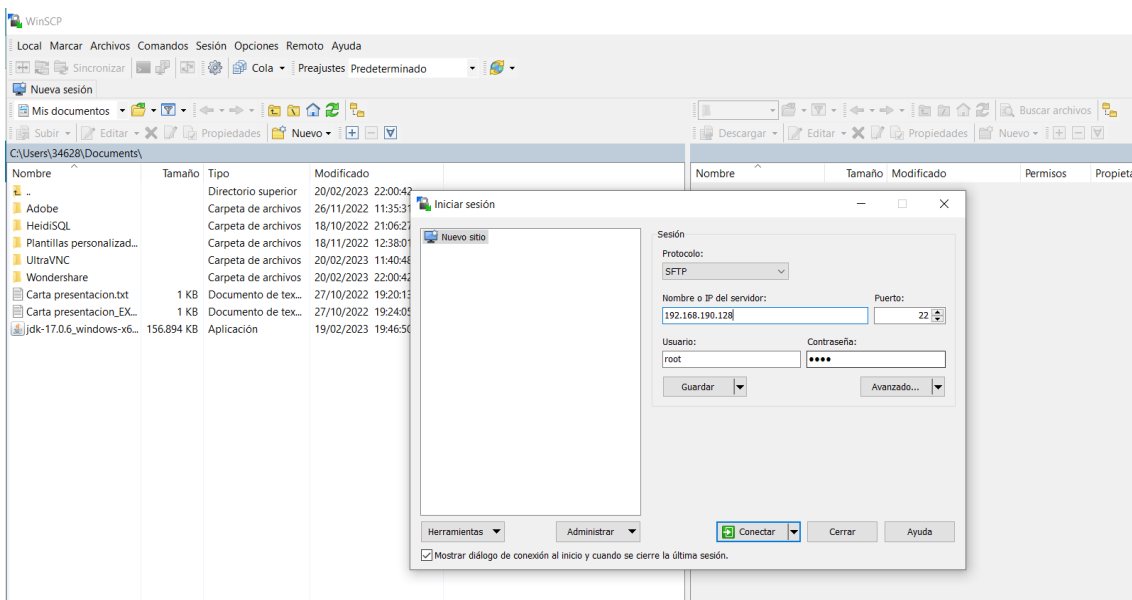 WinSCP
Local Marcar Archivos Comandos Sesión Opciones Remoto Ayuda
Sincronizar Cola Preajustes Predeterminado
Nueva sesión
Mis documentos Buscar archivos
Subir Editar Propiedades Nuevo Descargar Editar Propiedades Nuevo
C:\Users\34628\Documents\
Nombre Tamaño Tipo Modificado Nombre Tamaño Modificado Permisos Propieta
.. Directorio superior 20/02/2023 22:00:42
Adobe Carpeta de archivos 26/11/2022 11:35:31
HeidiSQL Carpeta de archivos 18/10/2022 21:06:27
Plantillas personalizad... Carpeta de archivos 18/11/2022 12:38:01
UltraVNC Carpeta de archivos 20/02/2023 11:40:48
Wondershare Carpeta de archivos 20/02/2023 22:00:42
Carta presentacion.txt 1 KB Documento de tex... 27/10/2022 19:20:13
Carta presentacion_EX... 1 KB Documento de tex... 27/10/2022 19:24:05
jdk-17.0.6_windows-x6... 156.894 KB Aplicación 19/02/2023 19:46:50
Iniciar sesión
Nuevo sitio
Sesión
Protocolo:
SFTP
Nombre o IP del servidor: Puerto:
192.168.190.128 22
Usuario: Contraseña:
root ••••
Guardar Avanzado...
Herramientas Administrar Conectar Cerrar Ayuda
Mostrar diálogo de conexión al inicio y cuando se cierre la última sesión.